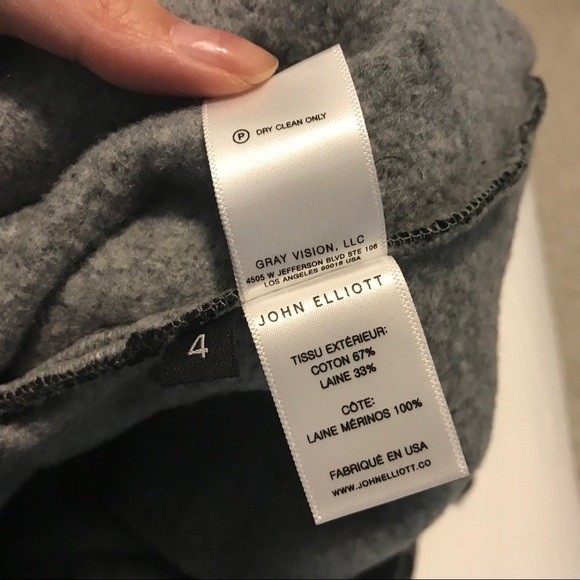 P DRY CLEAN ONLY
GRAY VISION, LLC
4505 W JEFFERSON BLVD STE 106
LOS ANGELES 90016 USA
JOHN ELLIOTT
4
TISSU EXTÉRIEUR:
COTON 67%
LAINE 33%
CÔTE:
LAINE MÉRINOS 100%
FABRIQUÉ EN USA
WWW.JOHNELLIOTT.CO